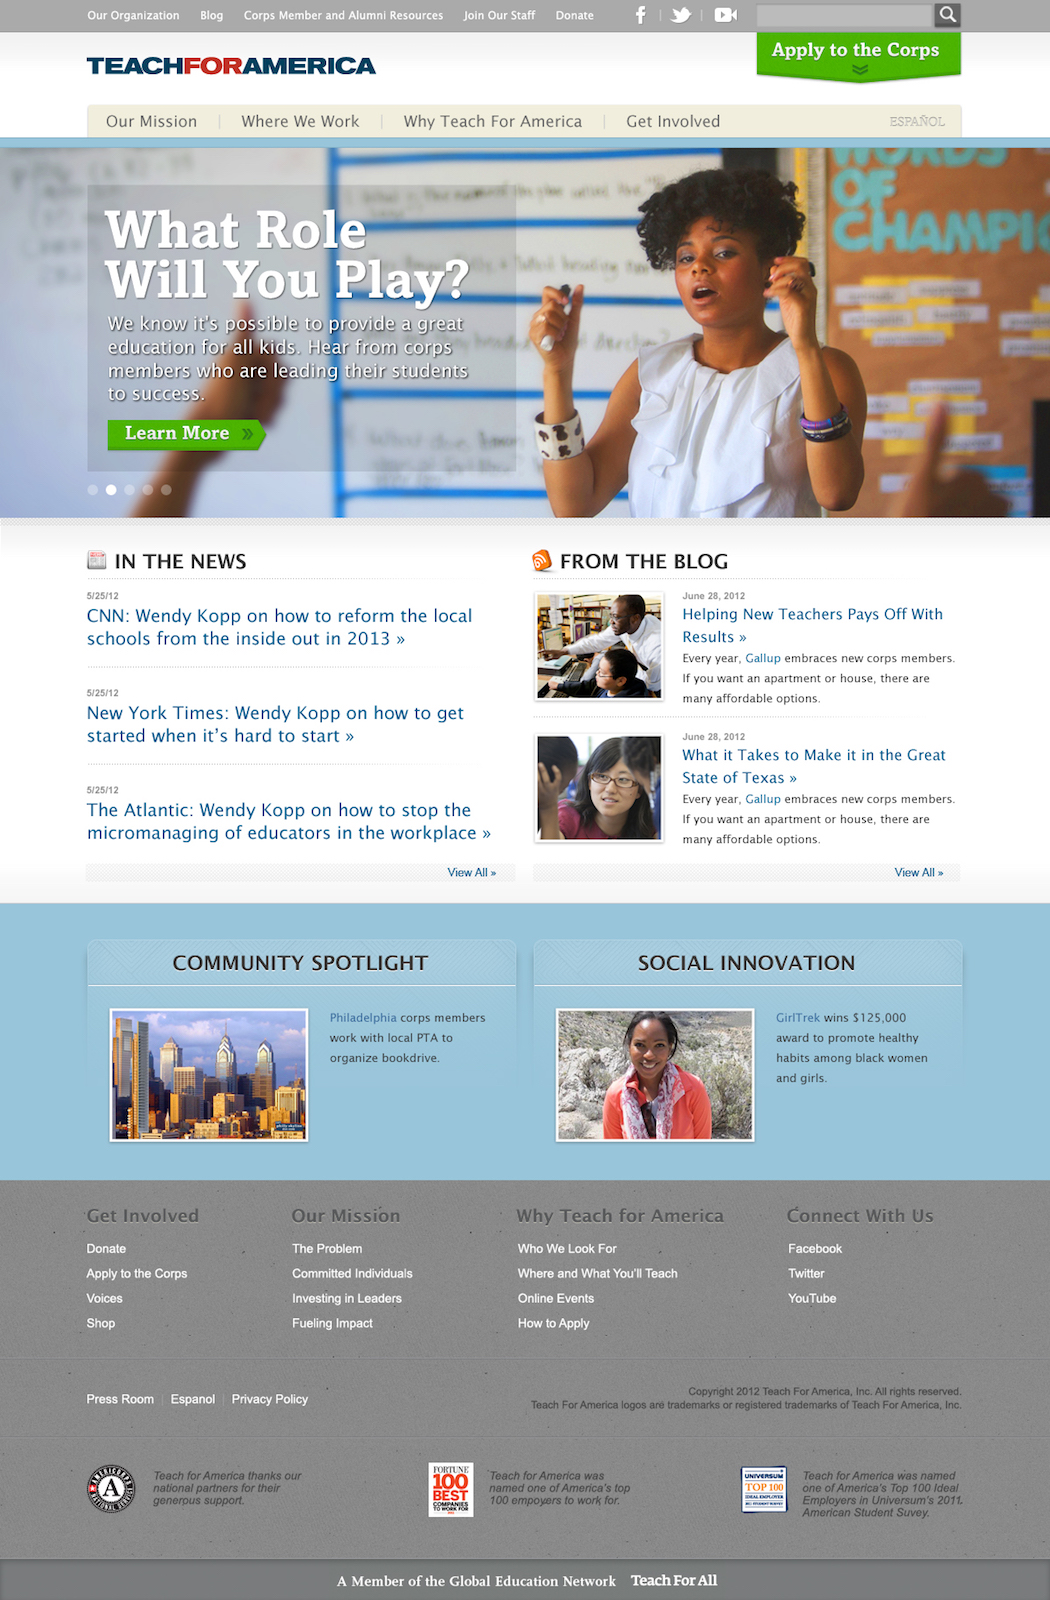 Our Organization Blog Corps Member and Alumni Resources Join Our Staff Donate
TEACHFORAMERICA
Apply to the Corps
Our Mission Where We Work Why Teach For America Get Involved ESPAÑOL
WORDS
OF
CHAMPIO
What Role
Will You Play?
We know it's possible to provide a great
education for all kids. Hear from corps
members who are leading their students
to success.
Learn More
IN THE NEWS
5/25/12
CNN: Wendy Kopp on how to reform the local
schools from the inside out in 2013 »
5/25/12
New York Times: Wendy Kopp on how to get
started when it’s hard to start »
5/25/12
The Atlantic: Wendy Kopp on how to stop the
micromanaging of educators in the workplace »
View All »
FROM THE BLOG
June 28, 2012
Helping New Teachers Pays Off With
Results »
Every year, Gallup embraces new corps members.
If you want an apartment or house, there are
many affordable options.
June 28, 2012
What it Takes to Make it in the Great
State of Texas »
Every year, Gallup embraces new corps members.
If you want an apartment or house, there are
many affordable options.
View All »
COMMUNITY SPOTLIGHT
Philadelphia corps members
work with local PTA to
organize bookdrive.
SOCIAL INNOVATION
GirlTrek wins $125,000
award to promote healthy
habits among black women
and girls.
Get Involved
Donate
Apply to the Corps
Voices
Shop
Our Mission
The Problem
Committed Individuals
Investing in Leaders
Fueling Impact
Why Teach for America
Who We Look For
Where and What You'll Teach
Online Events
How to Apply
Connect With Us
Facebook
Twitter
YouTube
Press Room Espanol Privacy Policy
Copyright 2012 Teach For America, Inc. All rights reserved.
Teach For America logos are trademarks or registered trademarks of Teach For America, Inc.
AMERICORPS
NATIONAL SERVICE
Teach for America thanks our
national partners for their
generpus support.
FORTUNE
100
BEST
COMPANIES
TO WORK FOR
Teach for America was
named one of America's top
100 empoyers to work for.
UNIVERSUM
TOP 100
IDEAL EMPLOYER
Teach for America was named
one of America's Top 100 Ideal
Employers in Universum's 2011
American Student Suvey.
A Member of the Global Education Network Teach For All